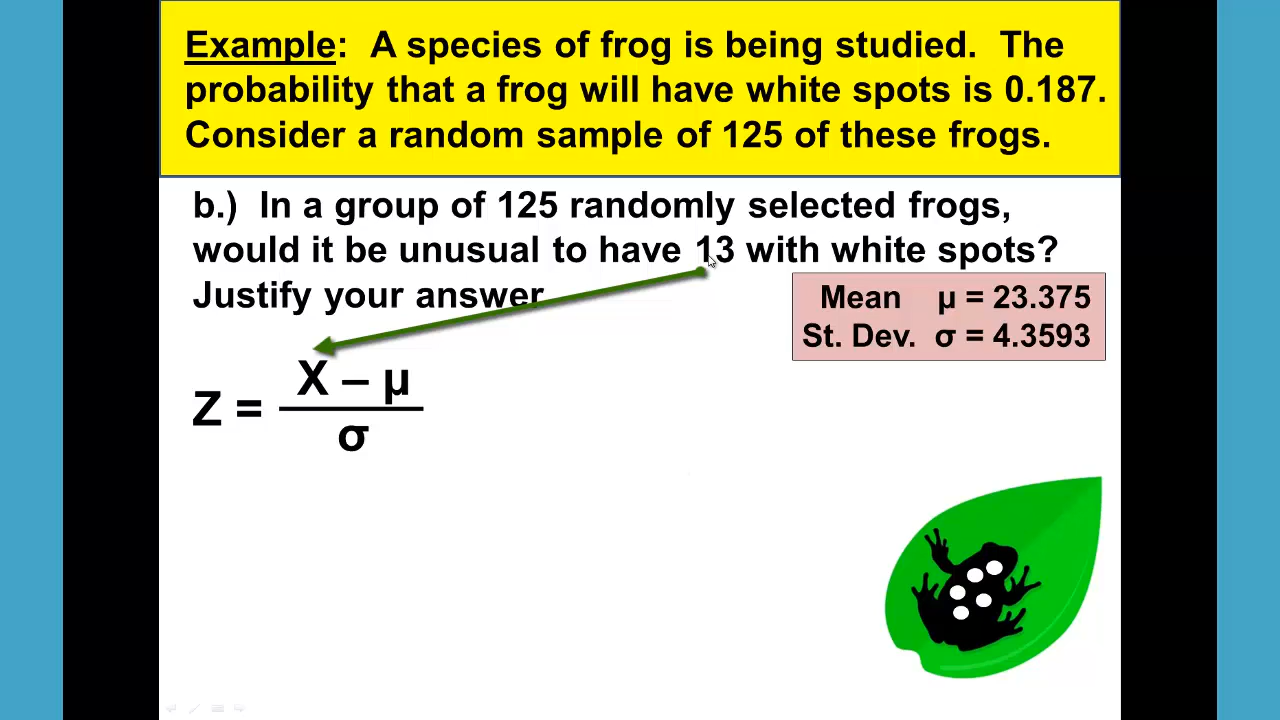 Example: A species of frog is being studied. The
probability that a frog will have white spots is 0.187.
Consider a random sample of 125 of these frogs.
b.) In a group of 125 randomly selected frogs,
would it be unusual to have 13 with white spots?
Justify your answer
Mean μ = 23.375
St. Dev. σ = 4.3593
Z = X – μ
σ